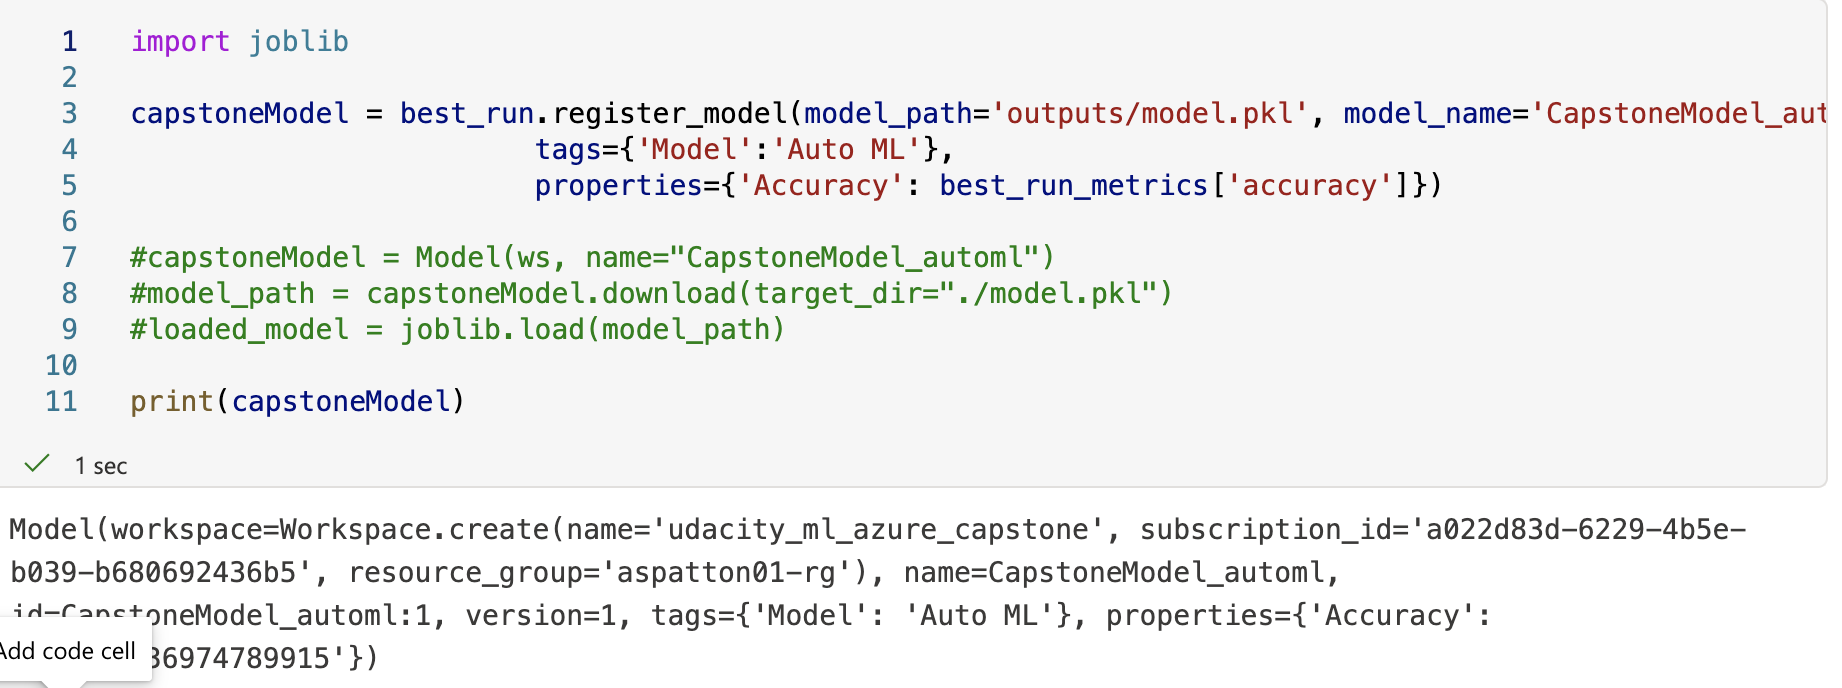 1 import joblib
2
3 capstoneModel = best_run.register_model(model_path='outputs/model.pkl', model_name='CapstoneModel_aut
4 tags={'Model':'Auto ML'},
5 properties={'Accuracy': best_run_metrics['accuracy']})
6
7 #capstoneModel = Model(ws, name="CapstoneModel_automl")
8 #model_path = capstoneModel.download(target_dir="./model.pkl")
9 #loaded_model = joblib.load(model_path)
10
11 print(capstoneModel)
1 sec
Model(workspace=Workspace.create(name='udacity_ml_azure_capstone', subscription_id='a022d83d-6229-4b5e-
b039-b680692436b5', resource_group='aspatton01-rg'), name=CapstoneModel_automl,
id=CapstoneModel_automl:1, version=1, tags={'Model': 'Auto ML'}, properties={'Accuracy':
Add code cell 36974789915'})